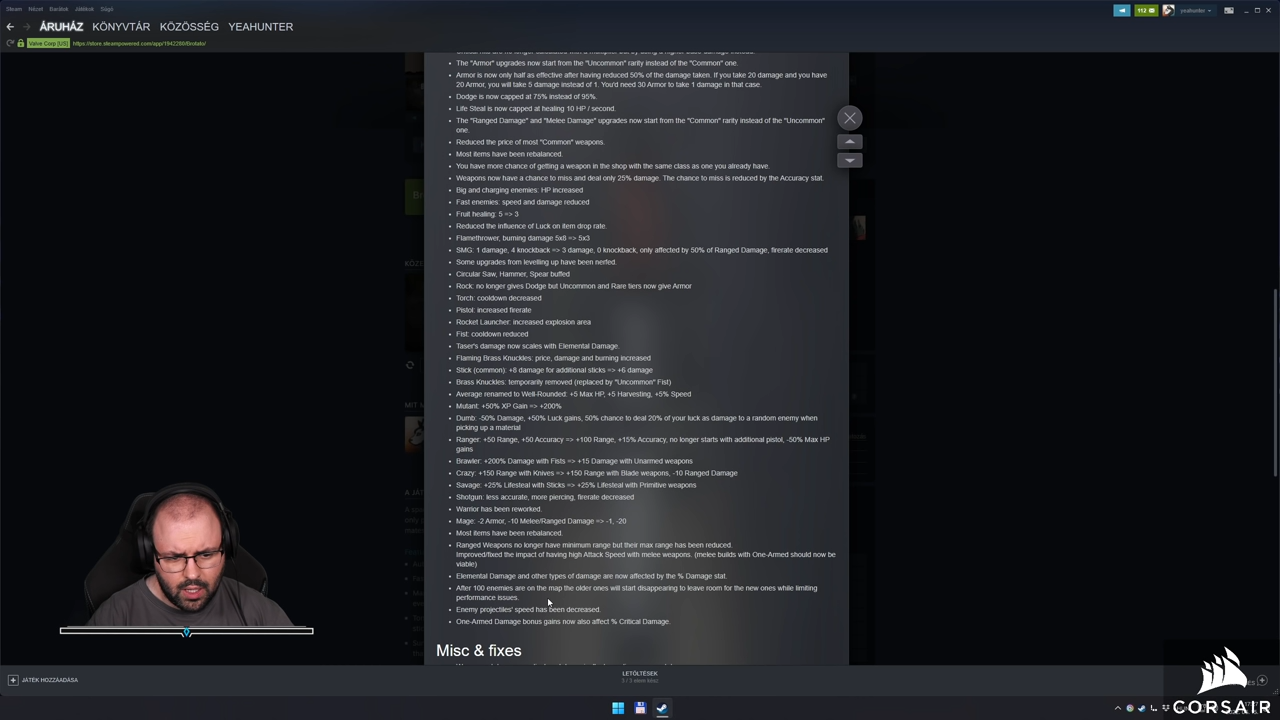 Steam Nézet Barátok Játékok Súgó
112
yeahunter
ÁRUHÁZ KÖNYVTÁR KÖZÖSSÉG YEAHUNTER
Valve Corp [US] https://store.steampowered.com/app/1942280/Brotato/
The "Armor" upgrades now start from the "Uncommon" rarity instead of the "Common" one.
Armor is now only half as effective after having reduced 50% of the damage taken. If you take 20 damage and you have
20 Armor, you will take 5 damage instead of 1. You'd need 30 Armor to take 1 damage in that case.
Dodge is now capped at 75% instead of 95%.
Life Steal is now capped at healing 10 HP / second.
The "Ranged Damage" and "Melee Damage" upgrades now start from the "Common" rarity instead of the "Uncommon"
one.
Reduced the price of most "Common" weapons.
Most items have been rebalanced.
You have more chance of getting a weapon in the shop with the same class as one you already have.
Weapons now have a chance to miss and deal only 25% damage. The chance to miss is reduced by the Accuracy stat.
Big and charging enemies: HP increased
Fast enemies: speed and damage reduced
Fruit healing: 5 => 3
Reduced the influence of Luck on item drop rate.
Flamethrower, burning damage 5x8 => 5x3
SMG: 1 damage, 4 knockback => 3 damage, 0 knockback, only affected by 50% of Ranged Damage, firerate decreased
Some upgrades from levelling up have been nerfed.
Circular Saw, Hammer, Spear buffed
Rock: no longer gives Dodge but Uncommon and Rare tiers now give Armor
Torch: cooldown decreased
Pistol: increased firerate
Rocket Launcher: increased explosion area
Fist: cooldown reduced
Taser's damage now scales with Elemental Damage.
Flaming Brass Knuckles: price, damage and burning increased
Stick (common): +8 damage for additional sticks => +6 damage
Brass Knuckles: temporarily removed (replaced by "Uncommon" Fist)
Average renamed to Well-Rounded: +5 Max HP, +5 Harvesting, +5% Speed
Mutant: +50% XP Gain => +200%
Dumb: -50% Damage, +50% Luck gains, 50% chance to deal 20% of your luck as damage to a random enemy when
picking up a material
Ranger: +50 Range, +50 Accuracy => +100 Range, +15% Accuracy, no longer starts with additional pistol, -50% Max HP
gains
Brawler: +200% Damage with Fists => +15 Damage with Unarmed weapons
Crazy: +150 Range with Knives => +150 Range with Blade weapons, -10 Ranged Damage
Savage: +25% Lifesteal with Sticks => +25% Lifesteal with Primitive weapons
Shotgun: less accurate, more piercing, firerate decreased
Warrior has been reworked.
Mage: -2 Armor, -10 Melee/Ranged Damage => -1, -20
Most items have been rebalanced.
Ranged Weapons no longer have minimum range but their max range has been reduced.
Improved/fixed the impact of having high Attack Speed with melee weapons. (melee builds with One-Armed should now be
viable)
Elemental Damage and other types of damage are now affected by the % Damage stat.
After 100 enemies are on the map the older ones will start disappearing to leave room for the new ones while limiting
performance issues.
Enemy projectiles' speed has been decreased.
One-Armed Damage bonus gains now also affect % Critical Damage.
Misc & fixes
JÁTÉK HOZZÁADÁSA
LETÖLTÉSEK
3 / 3 elem kész
CORSAIR